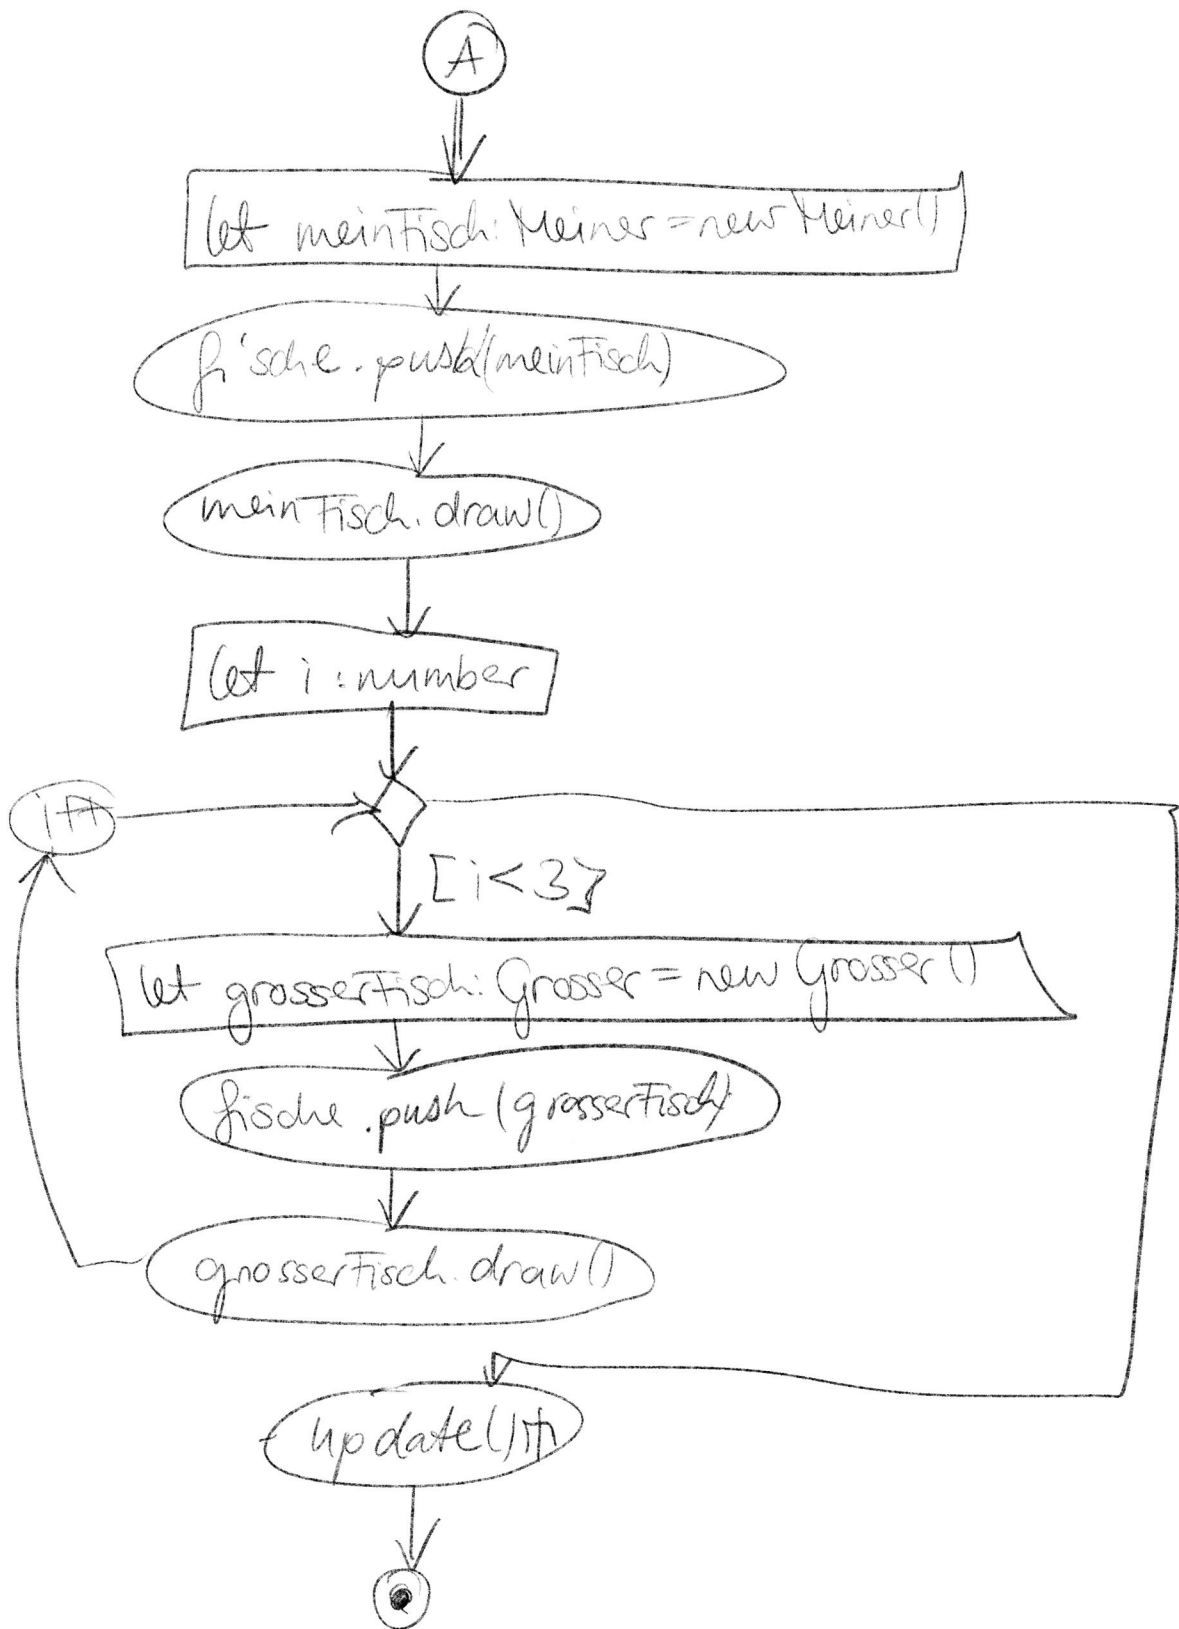 A
let meinFisch: Meiner = new Meiner()
fische.push(meinFisch)
meinFisch.draw()
let i : number
i++
[i<3]
let grosserFisch: Grosser = new Grosser()
fische.push(grosserFisch)
grosserFisch.draw()
update()